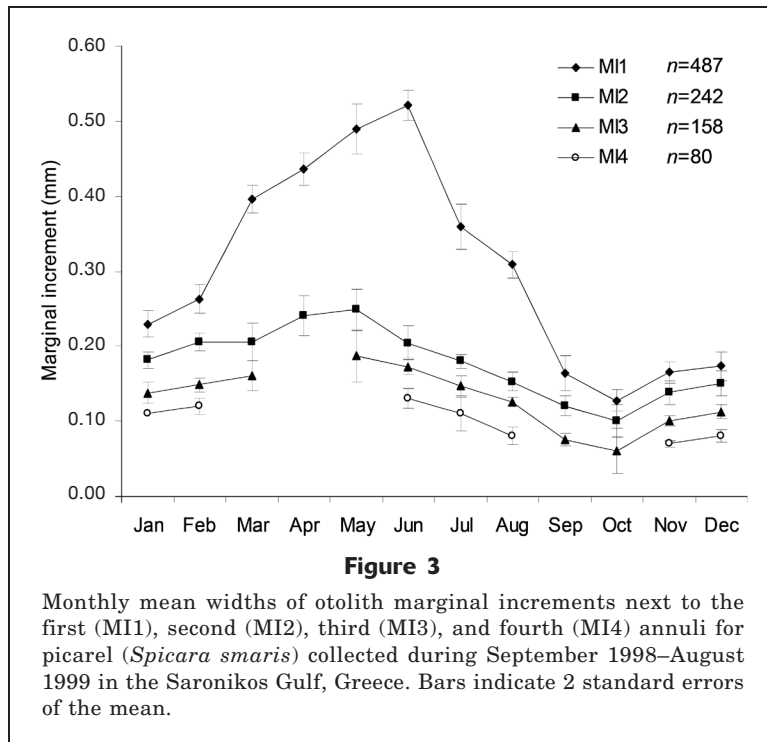 0.60
0.50
0.40
0.30
0.20
0.10
0.00
Marginal increment (mm)
MI1 n=487
MI2 n=242
MI3 n=158
MI4 n=80
Jan Feb Mar Apr May Jun Jul Aug Sep Oct Nov Dec
Figure 3
Monthly mean widths of otolith marginal increments next to the
first (MI1), second (MI2), third (MI3), and fourth (MI4) annuli for
picarel (Spicara smaris) collected during September 1998–August
1999 in the Saronikos Gulf, Greece. Bars indicate 2 standard errors
of the mean.